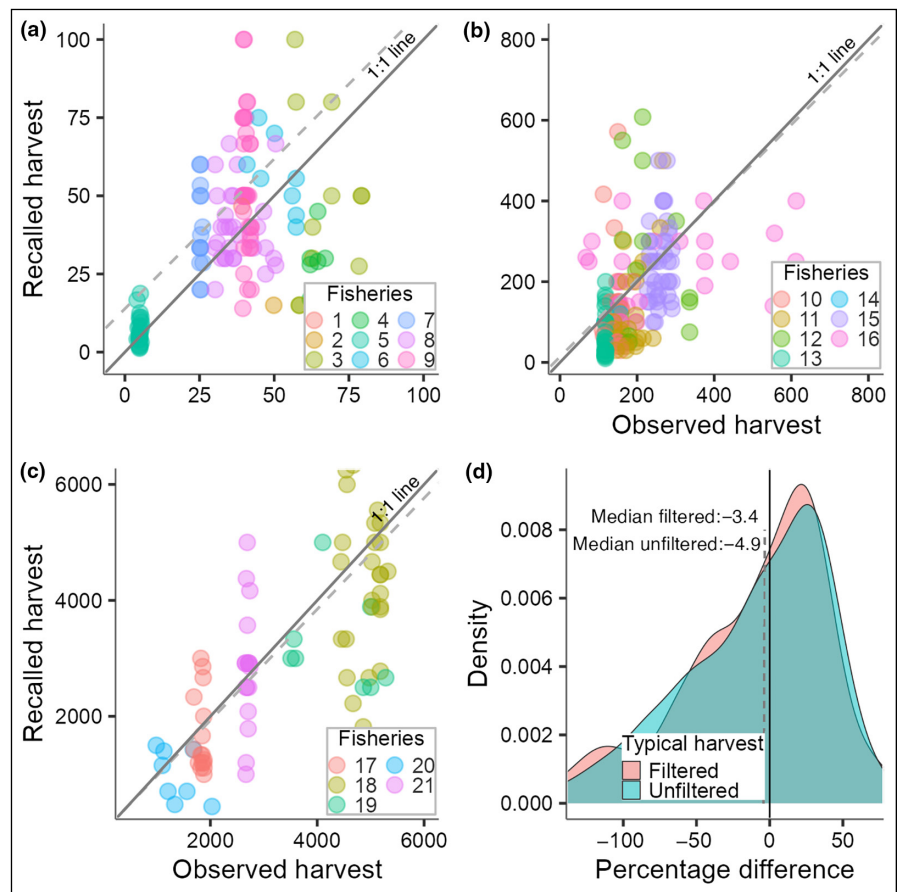 (a)
100
75
50
25
0
Recalled harvest
1:1 line
Fisheries
1 4 7
2 5 8
3 6 9
0 25 50 75 100
(b)
800
600
400
200
0
1:1 line
Fisheries
10 14
11 15
12 16
13
0 200 400 600 800
Observed harvest
(c)
6000
4000
2000
Recalled harvest
1:1 line
Fisheries
17 20
18 21
19
2000 4000 6000
Observed harvest
(d)
0.008
0.006
0.004
0.002
0.000
Density
Median filtered:−3.4
Median unfiltered:−4.9
Typical harvest
Filtered
Unfiltered
−100 −50 0 50
Percentage difference